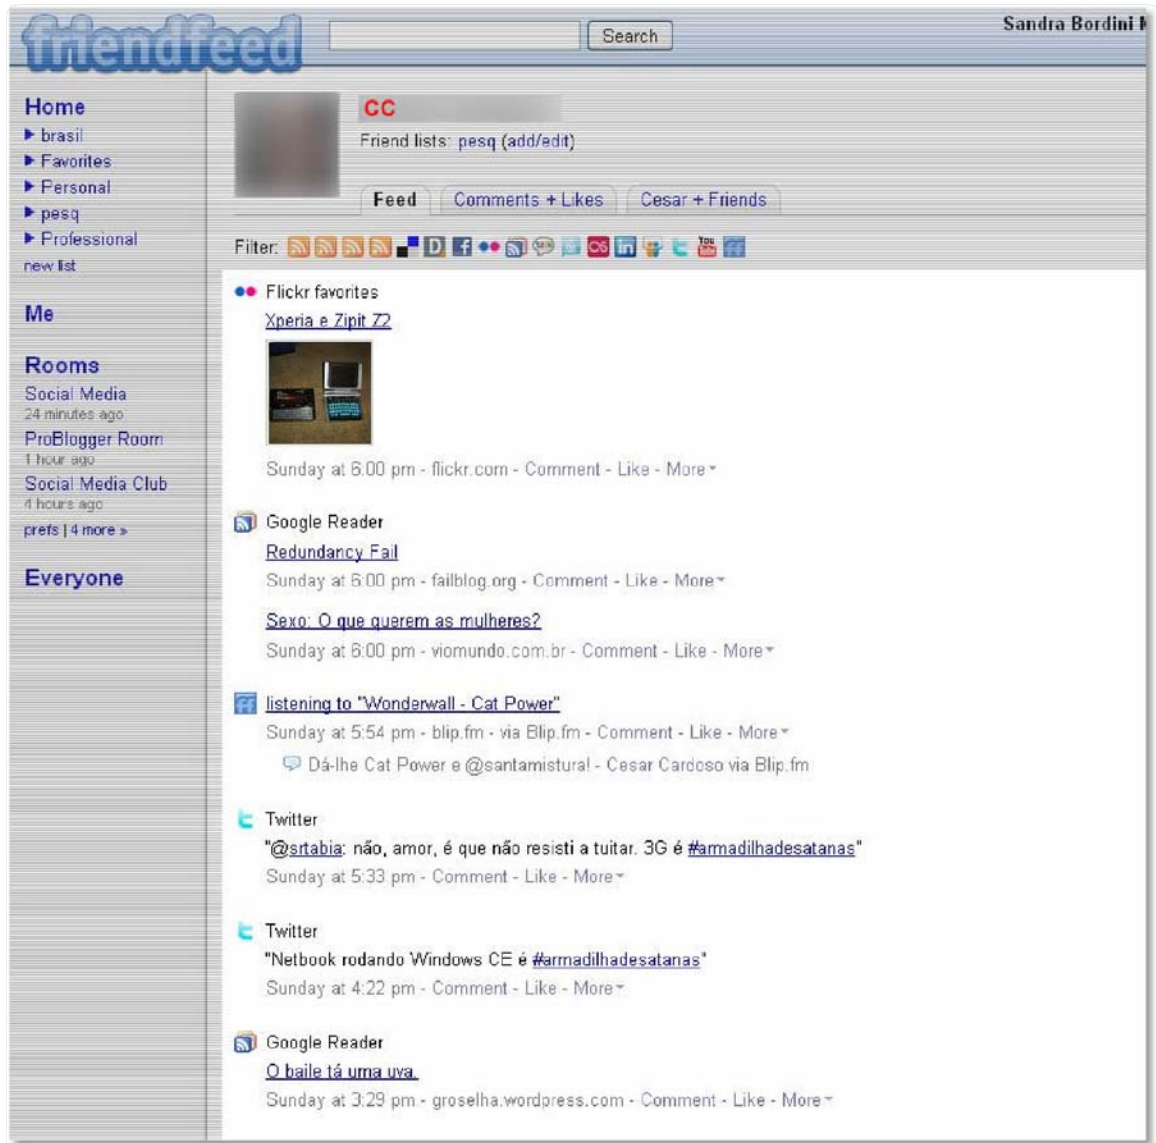 friendfeed
Search
Sandra Bordini M
Home
brasil
Favorites
Personal
pesq
Professional
new list
Me
Rooms
Social Media
24 minutes ago
ProBlogger Room
1 hour ago
Social Media Club
4 hours ago
prefs | 4 more »
Everyone
CC
Friend lists: pesq (add/edit)
Feed
Comments + Likes
Cesar + Friends
Filter:
Flickr favorites
Xperia e Zipit Z2
Sunday at 6:00 pm - flickr.com - Comment - Like - More
Google Reader
Redundancy Fail
Sunday at 6:00 pm - failblog.org - Comment - Like - More
Sexo: O que querem as mulheres?
Sunday at 6:00 pm - viomundo.com.br - Comment - Like - More
listening to "Wonderwall - Cat Power"
Sunday at 5:54 pm - blip.fm - via Blip.fm - Comment - Like - More
Dá-lhe Cat Power e @santamistura! - Cesar Cardoso via Blip.fm
Twitter
"@srtabia: não, amor, é que não resisti a tuitar. 3G é #armadilhadesatanas"
Sunday at 5:33 pm - Comment - Like - More
Twitter
"Netbook rodando Windows CE é #armadilhadesatanas"
Sunday at 4:22 pm - Comment - Like - More
Google Reader
O baile tá uma uva.
Sunday at 3:29 pm - groselha.wordpress.com - Comment - Like - More